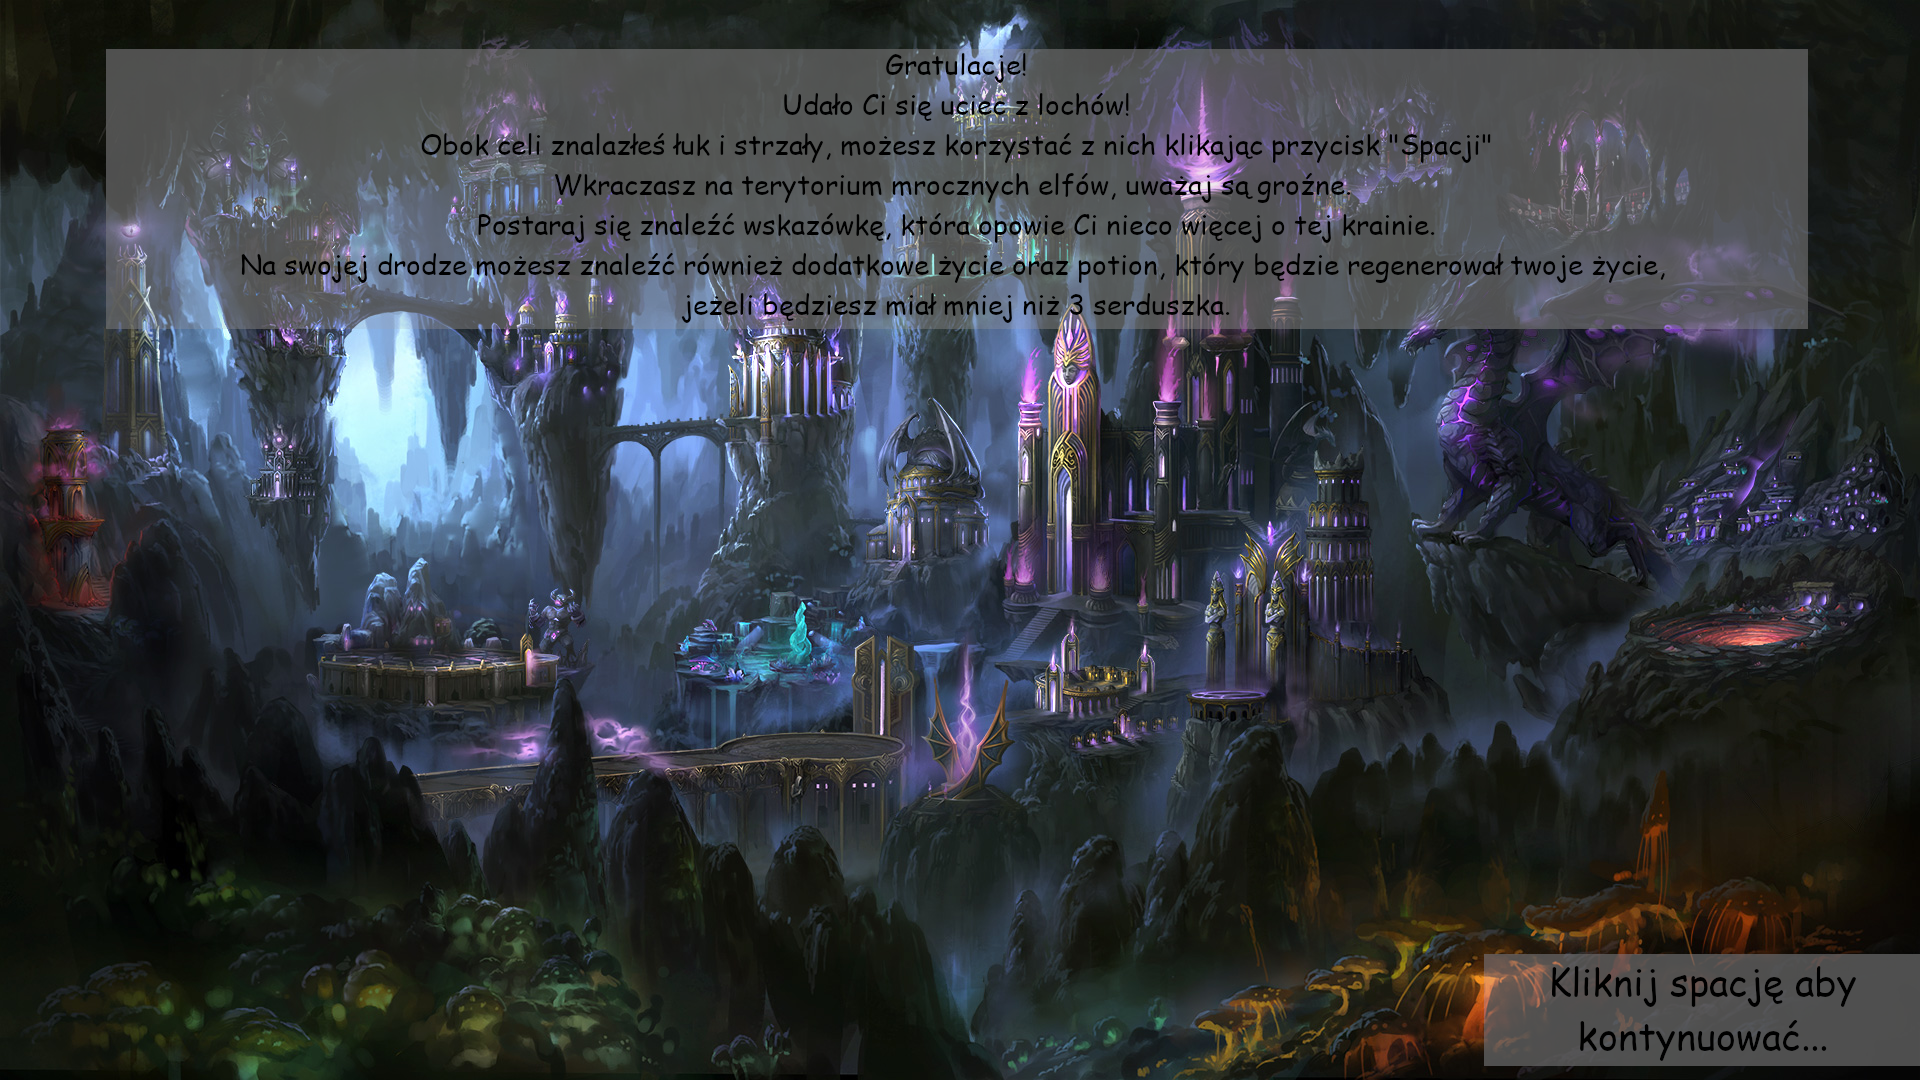 Gratulacje!
Udało Ci się uciec z lochów!
Obok celi znalazłeś łuk i strzały, możesz korzystać z nich klikając przycisk "Spacji"
Wkraczasz na terytorium mrocznych elfów, uważaj są groźne.
Postaraj się znaleźć wskazówkę, która opowie Ci nieco więcej o tej krainie.
Na swojej drodze możesz znaleźć również dodatkowe życie oraz potion, który będzie regenerował twoje życie,
jeżeli będziesz miał mniej niż 3 serduszka.
Kliknij spację aby
kontynuować...